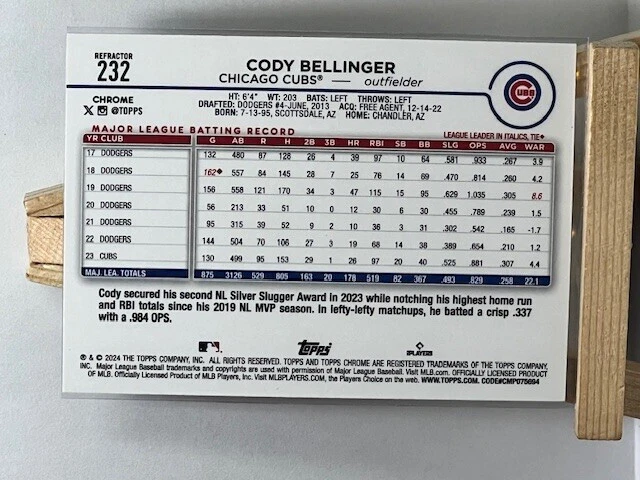 REFRACTOR
232
CODY BELLINGER
CHICAGO CUBS® — outfielder
CUBS
CHROME
X @TOPPS
HT: 6'4" WT: 203 BATS: LEFT THROWS: LEFT
DRAFTED: DODGERS #4-JUNE, 2013 ACQ: FREE AGENT, 12-14-22
BORN: 7-13-95, SCOTTSDALE, AZ HOME: CHANDLER, AZ
MAJOR LEAGUE BATTING RECORD LEAGUE LEADER IN ITALICS, TIE♦
YR CLUB G AB R H 2B 3B HR RBI SB BB SLG OPS AVG WAR
17 DODGERS 132 480 87 128 26 4 39 97 10 64 .581 .933 .267 3.9
18 DODGERS 162♦ 557 84 145 28 7 25 76 14 69 .470 .814 .260 4.2
19 DODGERS 156 558 121 170 34 3 47 115 15 95 .629 1.035 .305 8.6
20 DODGERS 56 213 33 51 10 0 12 30 6 30 .455 .789 .239 1.5
21 DODGERS 95 315 39 52 9 2 10 36 3 31 .302 .542 .165 -1.7
22 DODGERS 144 504 70 106 27 3 19 68 14 38 .389 .654 .210 1.2
23 CUBS 130 499 95 153 29 1 26 97 20 40 .525 .881 .307 4.4
MAJ. LEA. TOTALS 875 3126 529 805 163 20 178 519 82 367 .493 .829 .258 22.1
Cody secured his second NL Silver Slugger Award in 2023 while notching his highest home run
and RBI totals since his 2019 NL MVP season. In lefty-lefty matchups, he batted a crisp .337
with a .984 OPS.
Topps
PLAYERS
® & © 2024 THE TOPPS COMPANY, INC. ALL RIGHTS RESERVED. TOPPS AND TOPPS CHROME ARE REGISTERED TRADEMARKS OF THE TOPPS COMPANY,
INC. Major League Baseball trademarks and copyrights are used with permission of Major League Baseball. Visit MLB.com. OFFICIALLY LICENSED PRODUCT
OF MLB. Officially Licensed Product of MLB Players, Inc. Visit MLBPLAYERS.COM, the Players Choice on the web. WWW.TOPPS.COM. CODE#CMP075694